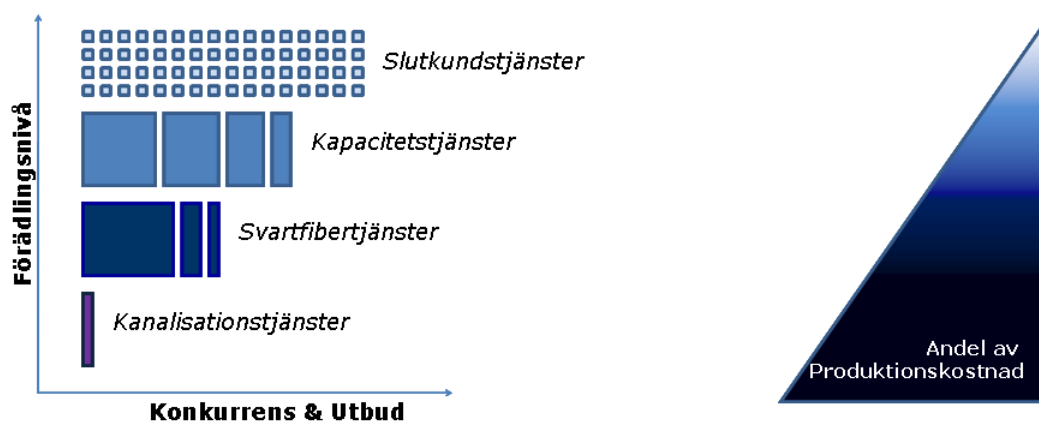 Slutkundstjänster
Kapacitetstjänster
Svartfibertjänster
Kanalisationstjänster
Förädlingsnivå
Konkurrens & Utbud
Andel av
Produktionskostnad